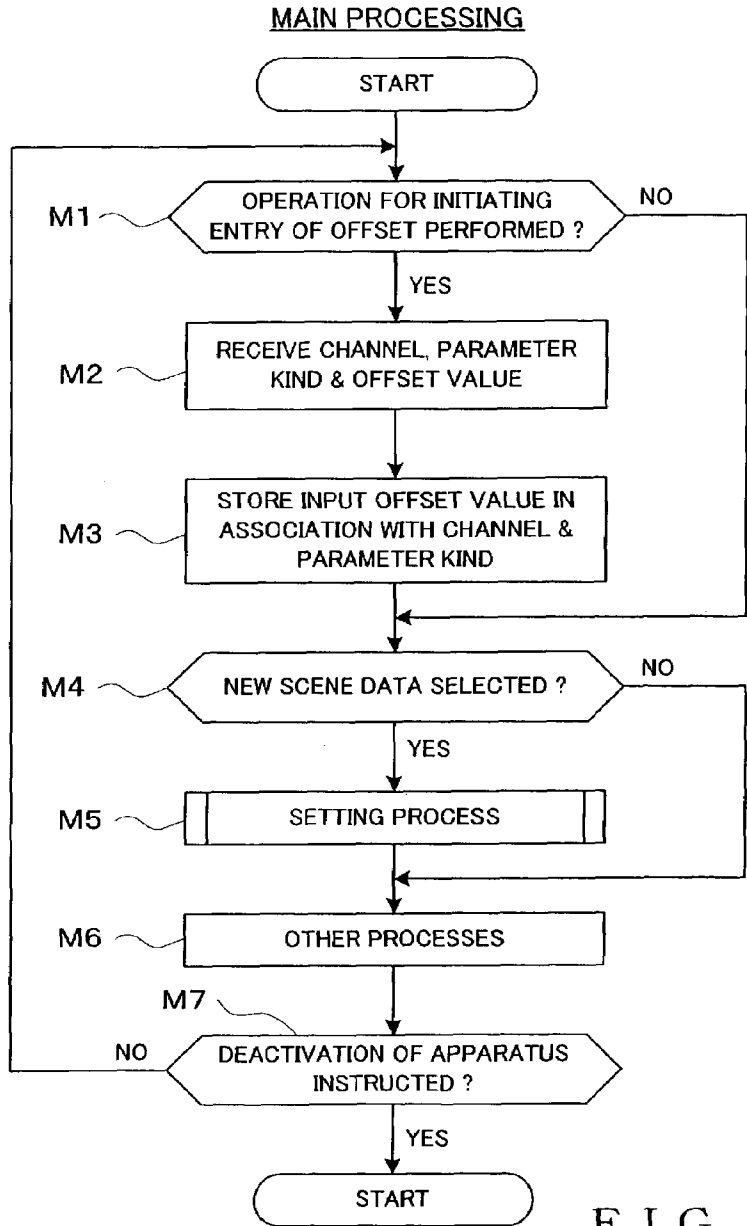 MAIN PROCESSING
START
M1
OPERATION FOR INITIATING
ENTRY OF OFFSET PERFORMED ?
NO
YES
M2
RECEIVE CHANNEL, PARAMETER
KIND & OFFSET VALUE
M3
STORE INPUT OFFSET VALUE IN
ASSOCIATION WITH CHANNEL &
PARAMETER KIND
M4
NEW SCENE DATA SELECTED ?
NO
YES
M5
SETTING PROCESS
M6
OTHER PROCESSES
M7
NO
DEACTIVATION OF APPARATUS
INSTRUCTED ?
YES
START
FIG